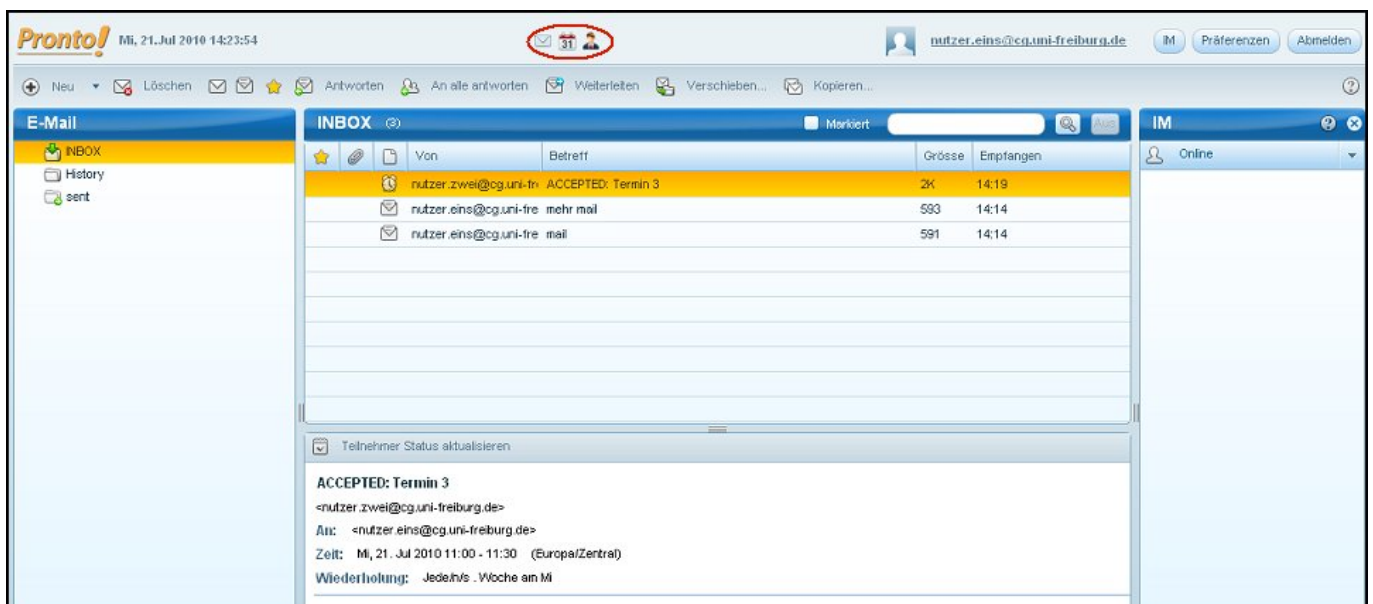 Pronto! Mi, 21.Jul 2010 14:23:54 31 nutzer.eins@cg.uni-freiburg.de IM Präferenzen Abmelden
Neu Löschen Antworten An alle antworten Weiterleiten Verschieben... Kopieren...
E-Mail
INBOX
History
sent
INBOX (3) Markiert Aus
Von Betreff Grösse Empfangen
nutzer.zwei@cg.uni-fr ACCEPTED: Termin 3 2K 14:19
nutzer.eins@cg.uni-fre mehr mail 593 14:14
nutzer.eins@cg.uni-fre mail 591 14:14
Teilnehmer Status aktualisieren
ACCEPTED: Termin 3
<nutzer.zwei@cg.uni-freiburg.de>
An: <nutzer.eins@cg.uni-freiburg.de>
Zeit: Mi, 21. Jul 2010 11:00 - 11:30 (Europa/Zentral)
Wiederholung: Jede/n/s . Woche am Mi
IM
Online